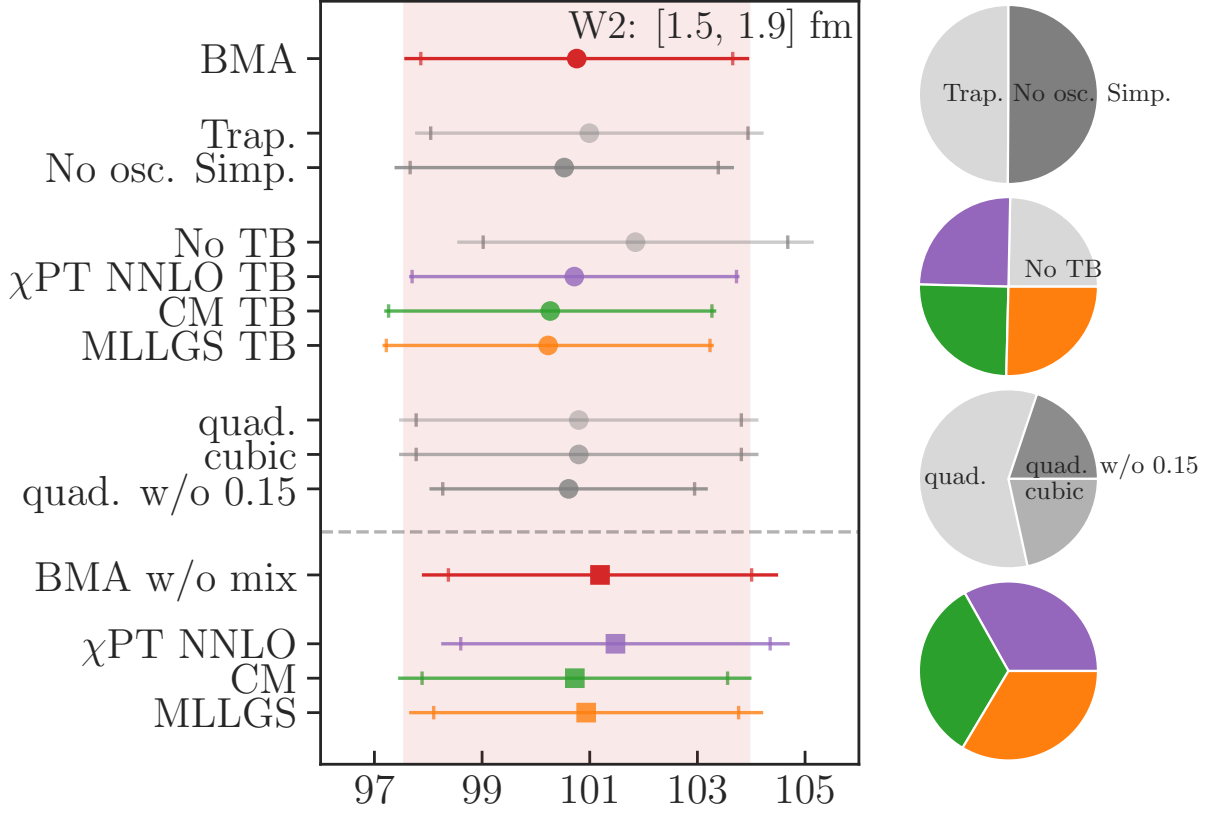 W2: [1.5, 1.9] fm
BMA
Trap.
No osc. Simp.
No TB
χPT NNLO TB
CM TB
MLLGS TB
quad.
cubic
quad. w/o 0.15
BMA w/o mix
χPT NNLO
CM
MLLGS
97 99 101 103 105
Trap. No osc. Simp.
No TB
quad. quad. w/o 0.15
cubic